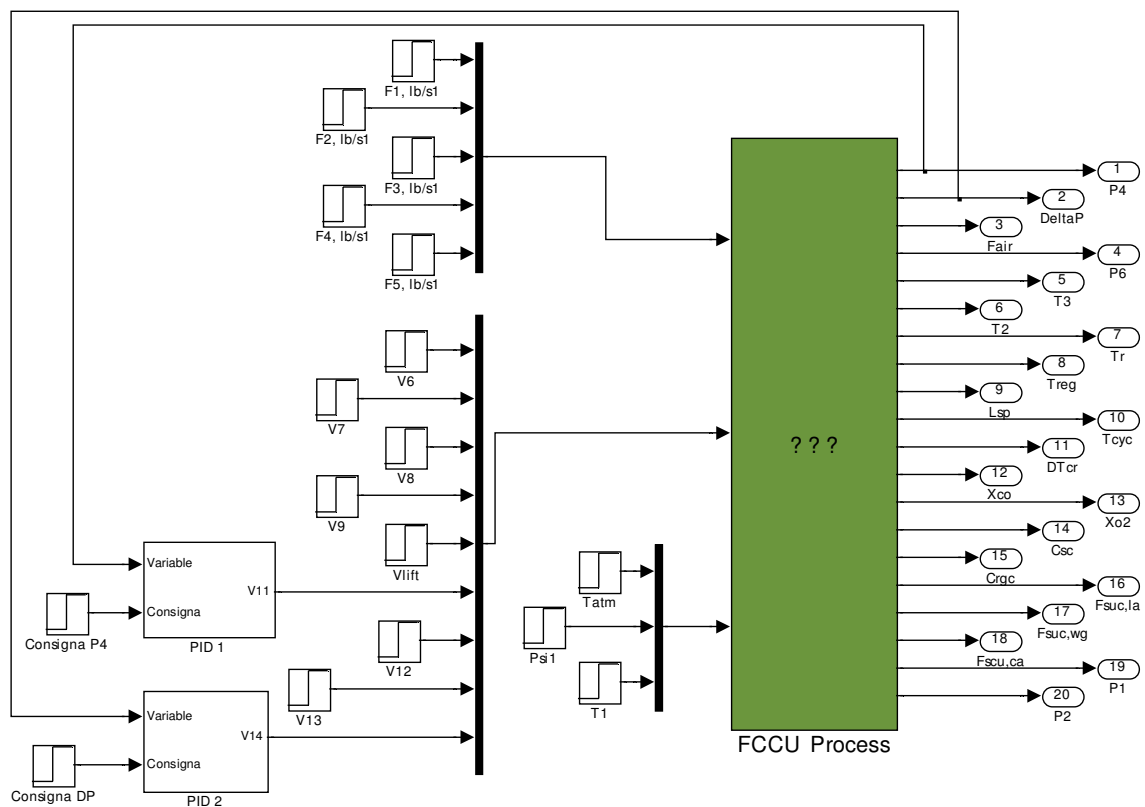 F1, lb/s1
F2, lb/s1
F3, lb/s1
F4, lb/s1
F5, lb/s1
V6
V7
V8
V9
Vlift
Variable
Consigna
V11
PID 1
Consigna P4
V12
V13
Variable
Consigna
V14
PID 2
Consigna DP
Tatm
Psi1
T1
? ? ?
FCCU Process
1
P4
2
DeltaP
3
Fair
4
P6
5
T3
6
T2
7
Tr
8
Treg
9
Lsp
10
Tcyc
11
DTcr
12
Xco
13
Xo2
14
Csc
15
Crgc
16
Fsuc,la
17
Fsuc,wg
18
Fscu,ca
19
P1
20
P2